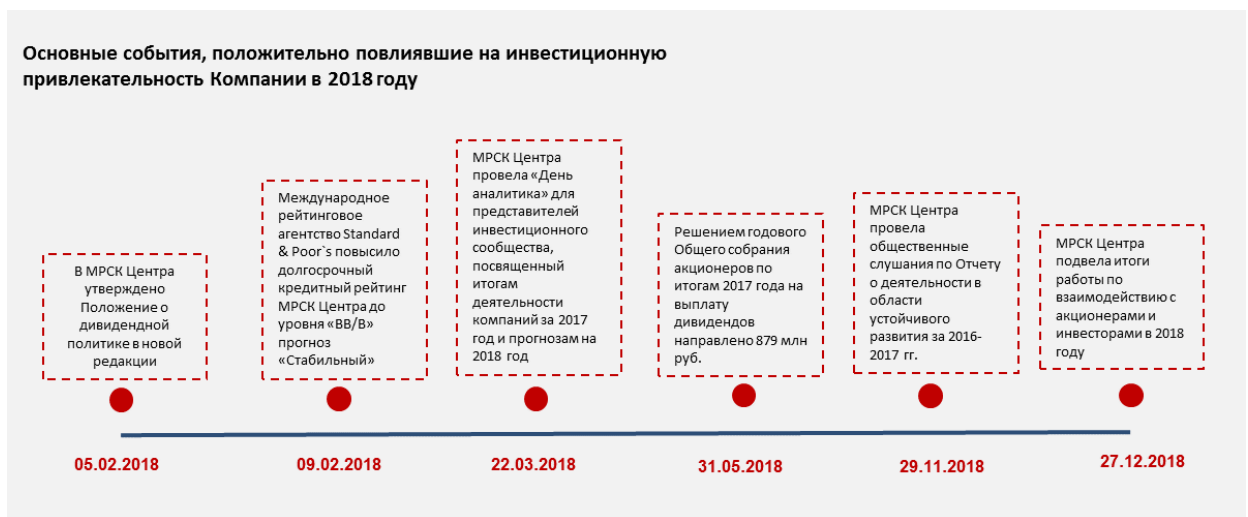 Основные события, положительно повлиявшие на инвестиционную
привлекательность Компании в 2018 году
В МРСК Центра
утверждено
Положение о
дивидендной
политике в новой
редакции
Международное
рейтинговое
агентство Standard
& Poor`s повысило
долгосрочный
кредитный рейтинг
МРСК Центра до
уровня «BB/B»
прогноз
«Стабильный»
МРСК Центра
провела «День
аналитика» для
представителей
инвестиционного
сообщества,
посвященный
итогам
деятельности
компаний за 2017
год и прогнозам на
2018 год
Решением годового
Общего собрания
акционеров по
итогам 2017 года на
выплату
дивидендов
направлено 879 млн
руб.
МРСК Центра
провела
общественные
слушания по Отчету
о деятельности в
области
устойчивого
развития за 2016-
2017 гг.
МРСК Центра
подвела итоги
работы по
взаимодействию с
акционерами и
инвесторами в 2018
году
05.02.2018
09.02.2018
22.03.2018
31.05.2018
29.11.2018
27.12.2018